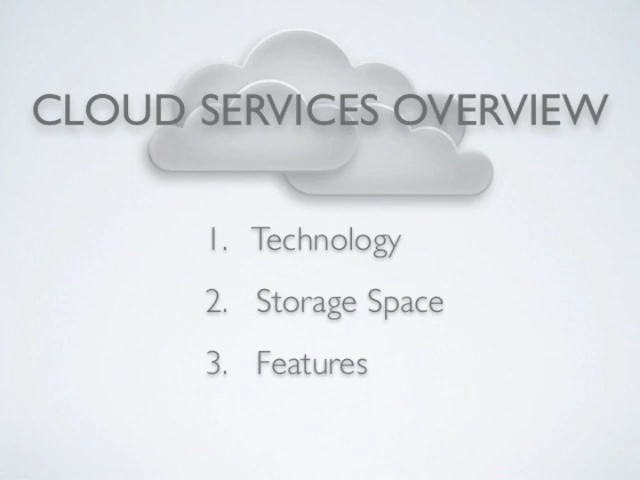 CLOUD SERVICES OVERVIEW
1. Technology
2. Storage Space
3. Features